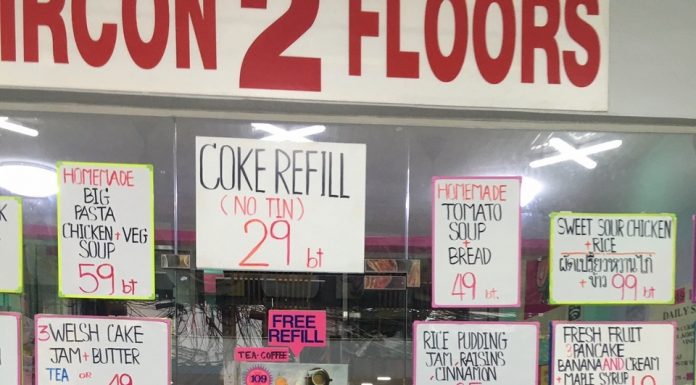 IRCON 2 FLOORS
HOMEMADE
BIG
PASTA
CHICKEN + VEG
SOUP
59 bt
COKE REFILL
(NO TIN)
29 bt
HOMEMADE
TOMATO
SOUP
+
BREAD
49 bt.
SWEET SOUR CHICKEN
+ RICE
ผัดเปรี้ยวหวานไก่
+ ข้าว 99 bt
3 WELSH CAKE
JAM + BUTTER
TEA OR
FREE
REFILL
TEA-COFFEE
109
RICE PUDDING
JAM, RAISINS
CINNAMON
FRESH FRUIT
3 PANCAKE
BANANA AND CREAM
+ MAPLE SYRUP
DAILY